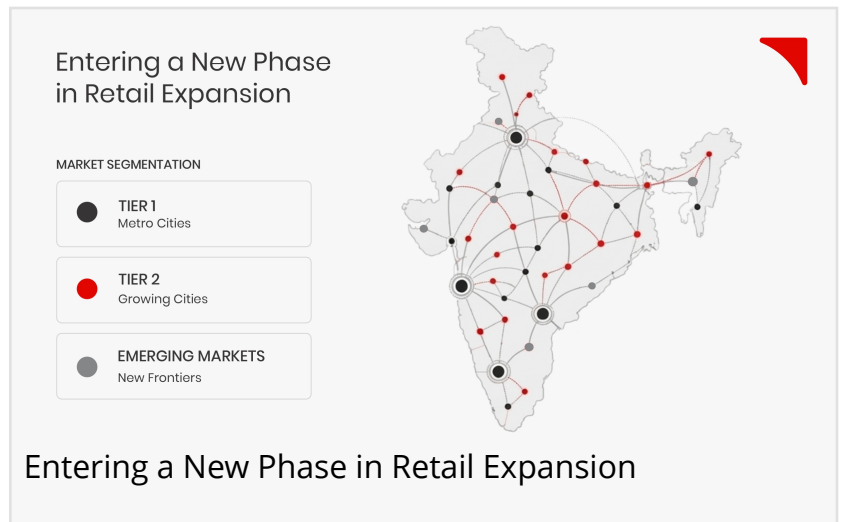 Entering a New Phase
in Retail Expansion
MARKET SEGMENTATION
TIER 1
Metro Cities
TIER 2
Growing Cities
EMERGING MARKETS
New Frontiers
Entering a New Phase in Retail Expansion